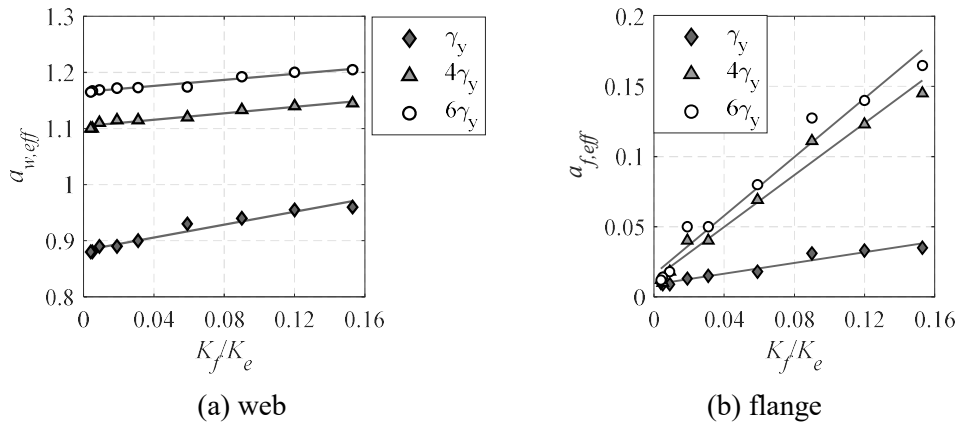 1.3
1.2
1.1
1
0.9
0.8
a_{w,eff}
0 0.04 0.08 0.12 0.16
K_f/K_e
γ_y
4γ_y
6γ_y
(a) web
0.2
0.15
0.1
0.05
0
a_{f,eff}
γ_y
4γ_y
6γ_y
0 0.04 0.08 0.12 0.16
K_f/K_e
(b) flange